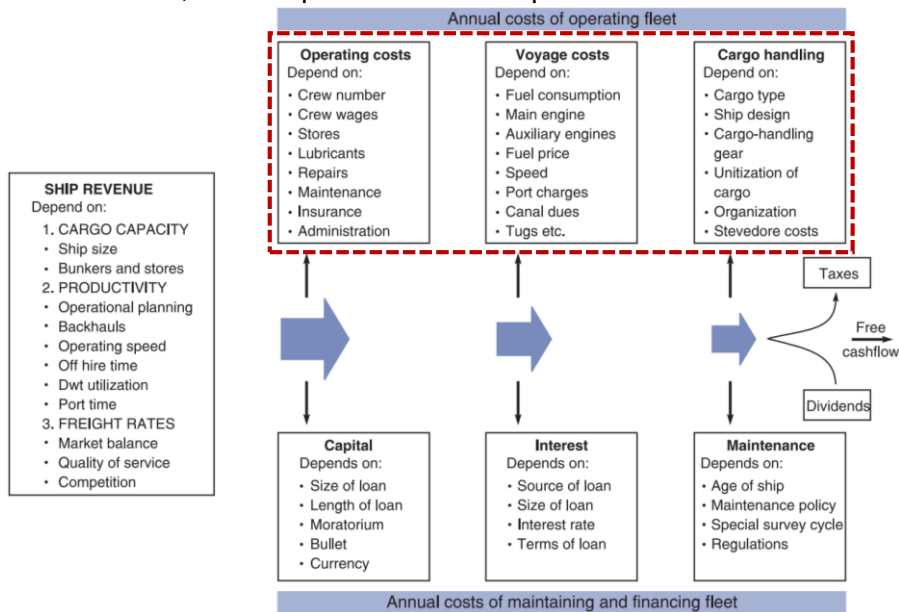 Annual costs of operating fleet
Operating costs
Depend on:
• Crew number
• Crew wages
• Stores
• Lubricants
• Repairs
• Maintenance
• Insurance
• Administration
Voyage costs
Depend on:
• Fuel consumption
• Main engine
• Auxiliary engines
• Fuel price
• Speed
• Port charges
• Canal dues
• Tugs etc.
Cargo handling
Depend on:
• Cargo type
• Ship design
• Cargo-handling
gear
• Unitization of
cargo
• Organization
• Stevedore costs
SHIP REVENUE
Depend on:
1. CARGO CAPACITY
• Ship size
• Bunkers and stores
2. PRODUCTIVITY
• Operational planning
• Backhauls
• Operating speed
• Off hire time
• Dwt utilization
• Port time
3. FREIGHT RATES
• Market balance
• Quality of service
• Competition
Taxes
Free
cashflow
Dividends
Capital
Depends on:
• Size of loan
• Length of loan
• Moratorium
• Bullet
• Currency
Interest
Depends on:
• Source of loan
• Size of loan
• Interest rate
• Terms of loan
Maintenance
Depends on:
• Age of ship
• Maintenance policy
• Special survey cycle
• Regulations
Annual costs of maintaining and financing fleet